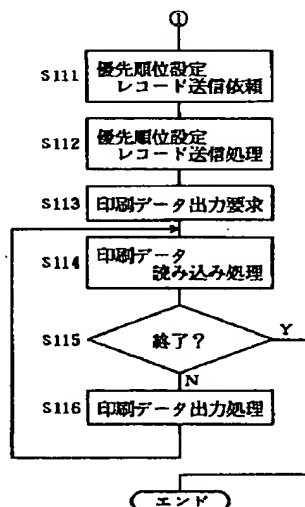 ①
S111 優先順位設定
レコード送信依頼
S112 優先順位設定
レコード送信処理
S113 印刷データ出力要求
S114 印刷データ
読み込み処理
S115 終了? Y
N
S116 印刷データ出力処理
エンド